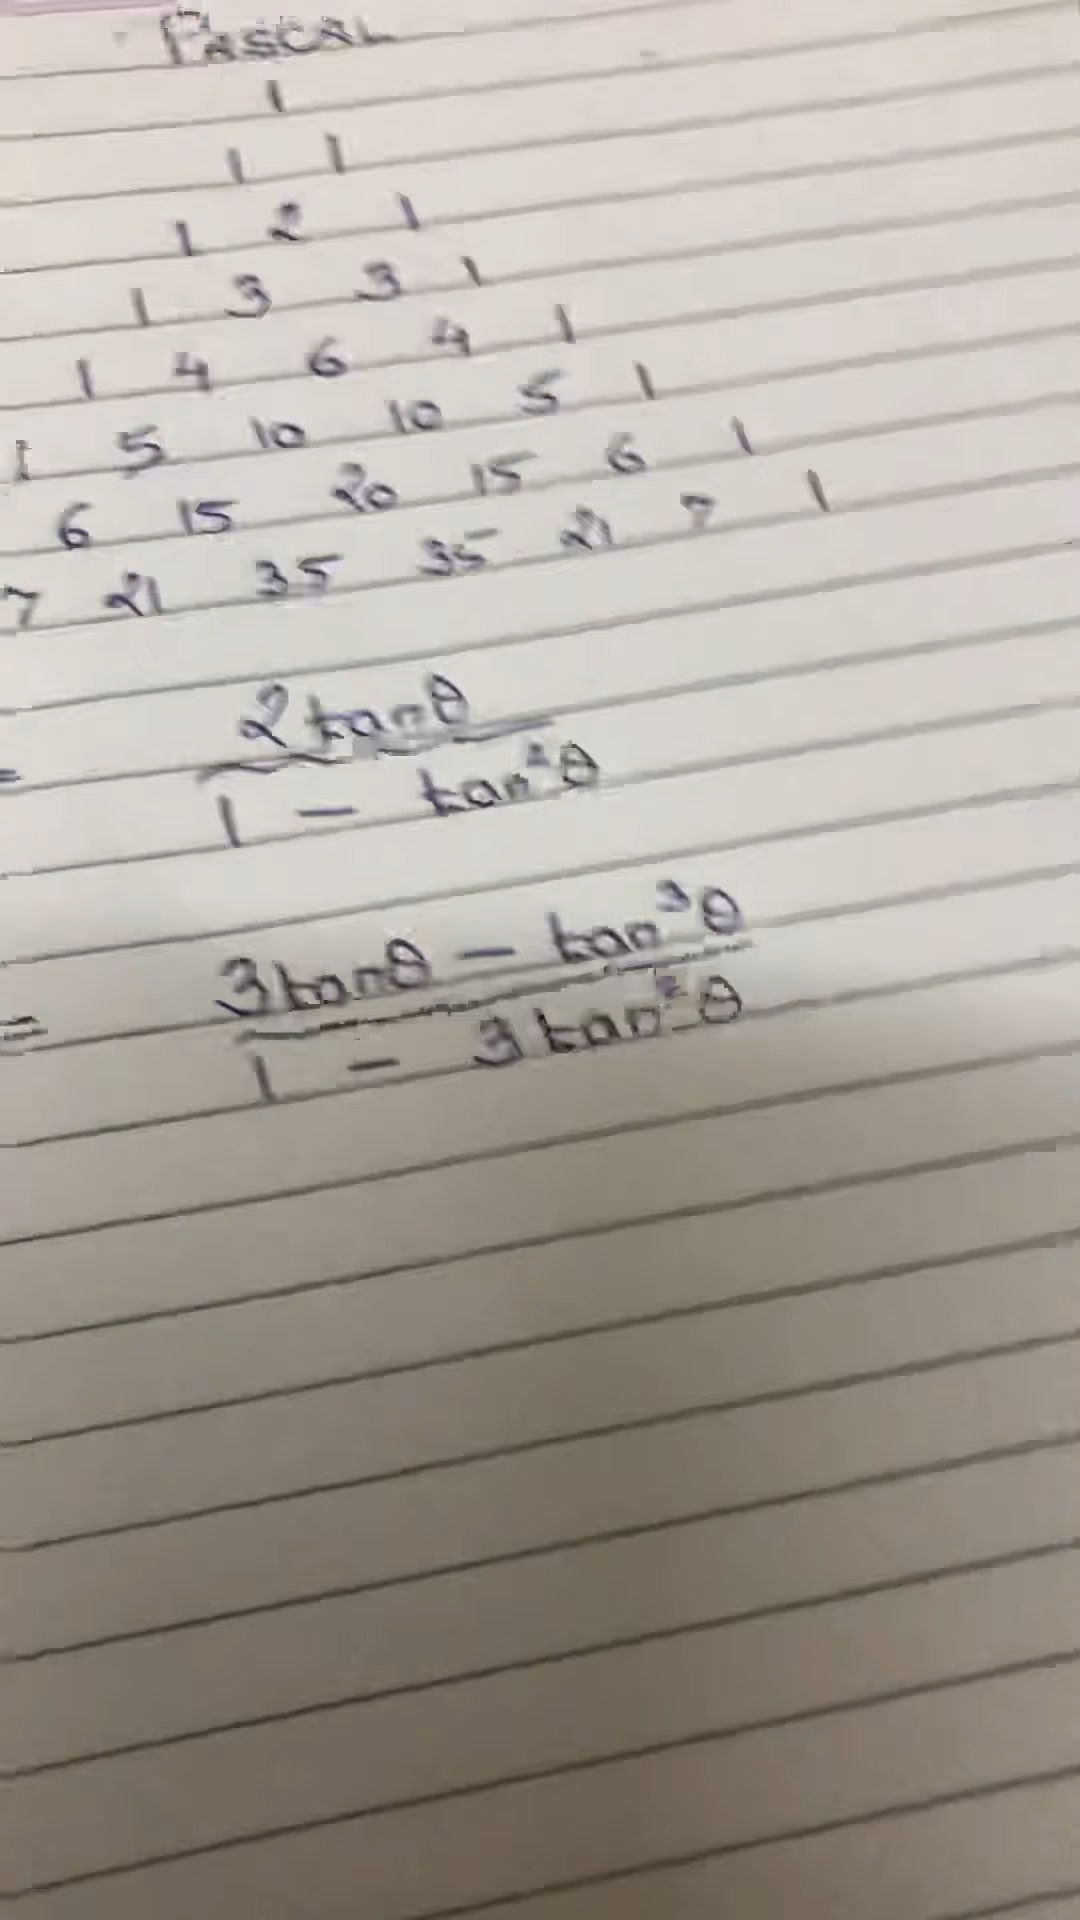 PASCAL
1
1 1
1 2 1
1 3 3 1
1 4 6 4 1
1 5 10 10 5 1
6 15 20 15 6 1
7 21 35 35 21 7 1
= 2tanθ
1 - tan²θ
= 3tanθ - tan³θ
1 - 3tan²θ